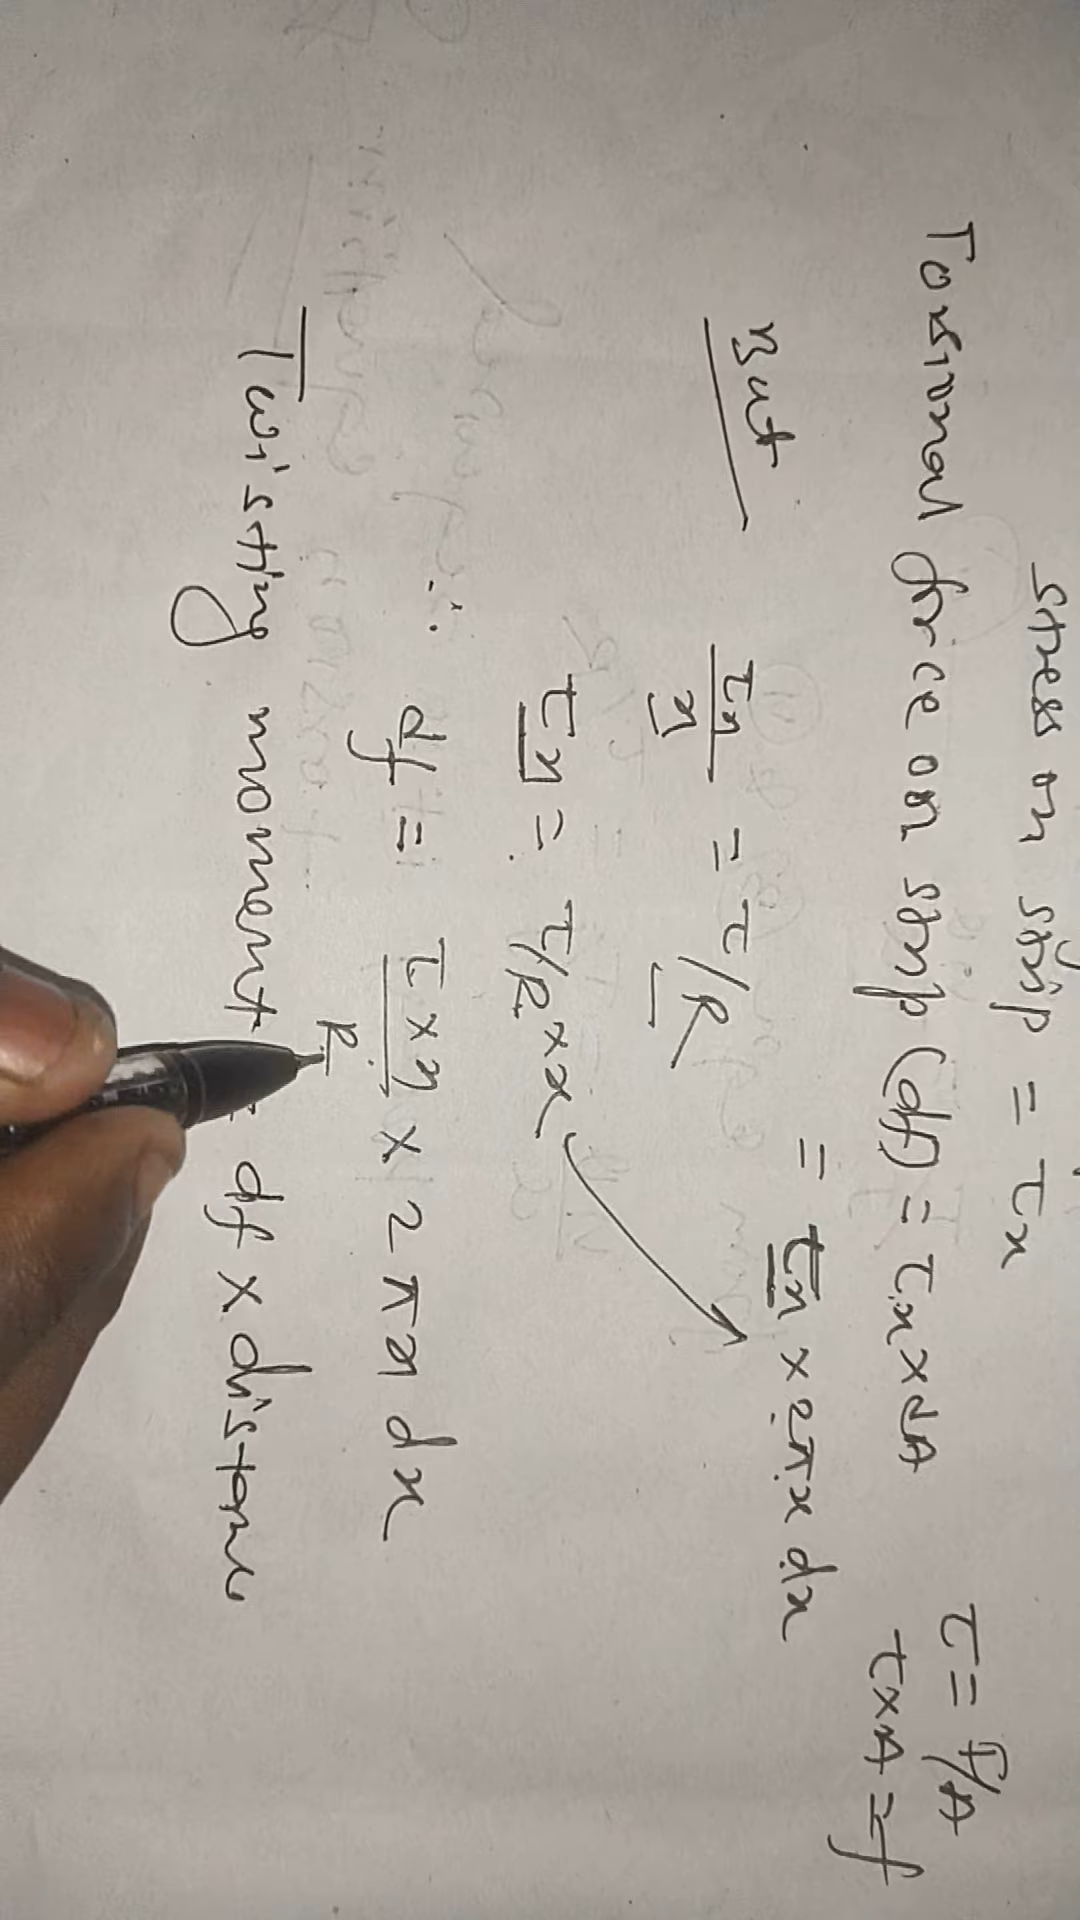 stress on strip = τx
Torsional force on strip (df) = τx × dA
τ = F/A
τ × A = f
= τx × 2πx dx
But τx/x = τ/R
τx = τ/R × x
∴ df = τ × x/R × 2πx dx
Twisting moment = df × distance